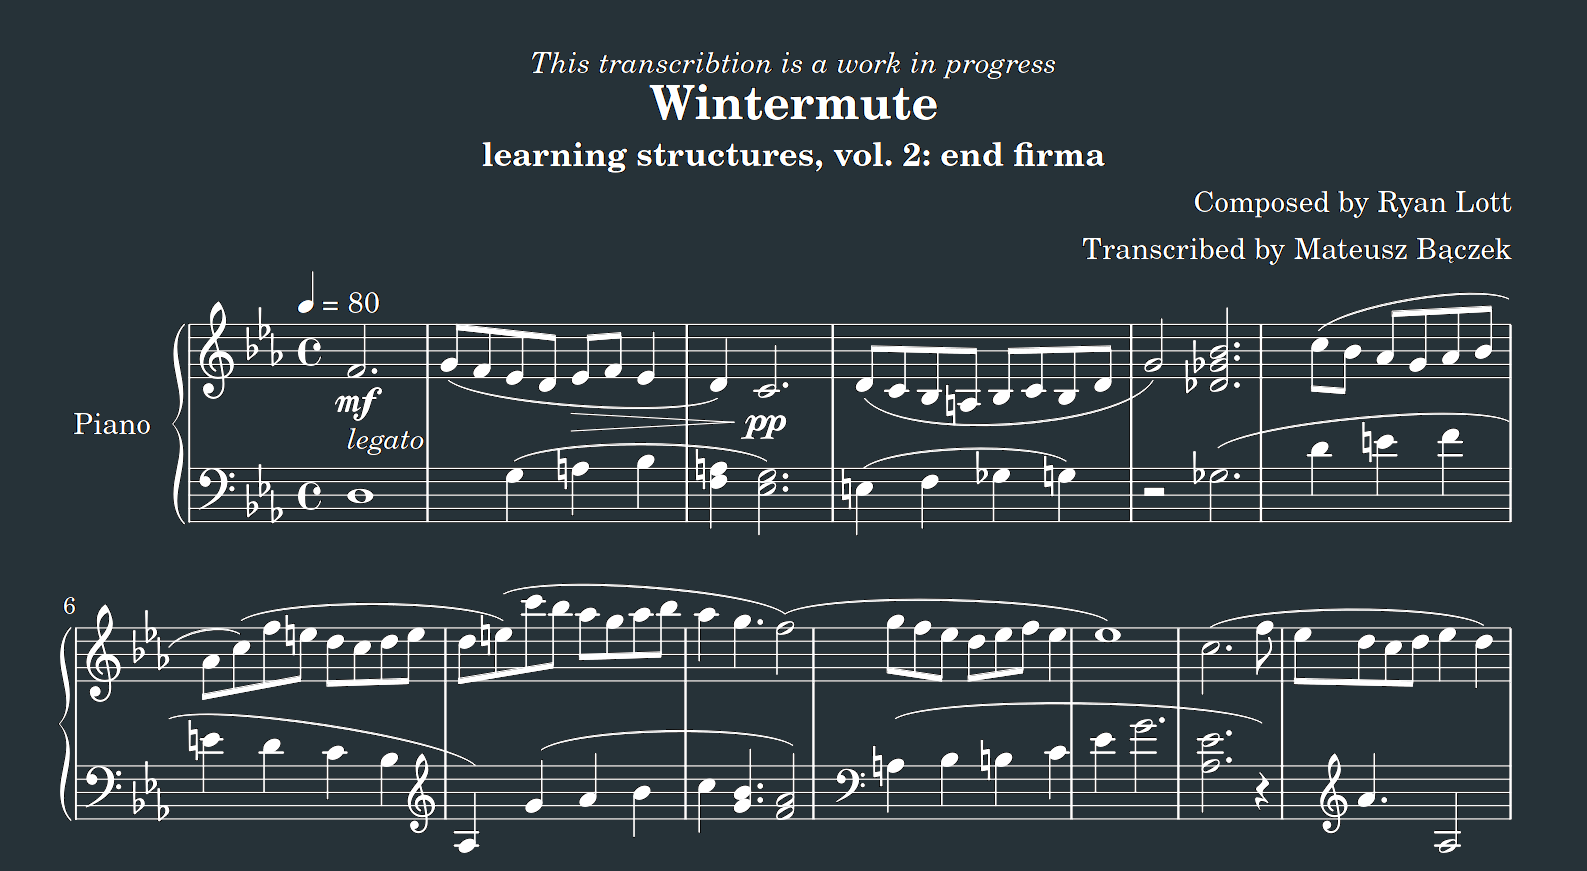 This transcribtion is a work in progress
Wintermute
learning structures, vol. 2: end firma
Composed by Ryan Lott
Transcribed by Mateusz Bączek
= 80
mf
legato
pp
Piano
6